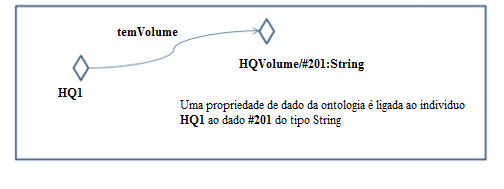 temVolume
HQVolume/#201:String
HQ1
Uma propriedade de dado da ontologia é ligada ao individuo
HQ1 ao dado #201 do tipo String